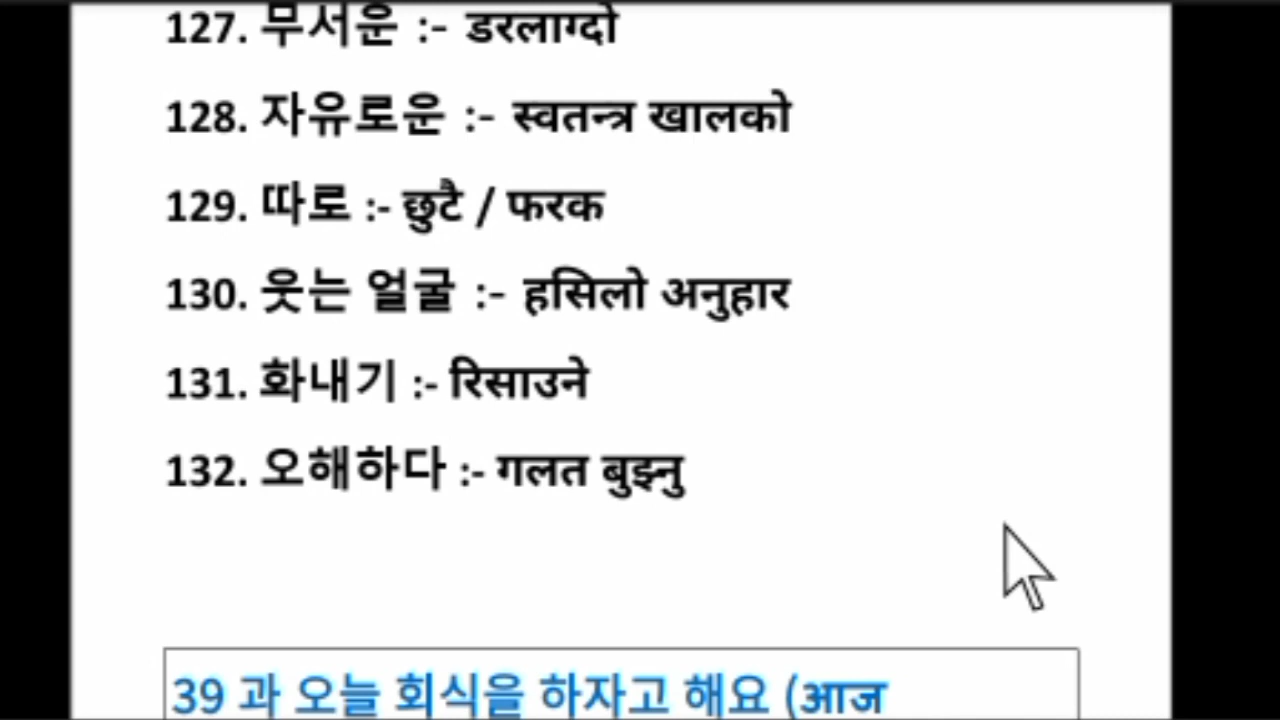 127. 무서운 :- डरलाग्दो
128. 자유로운 :- स्वतन्त्र खालको
129. 따로 :- छुटै / फरक
130. 웃는 얼굴 :- हसिलो अनुहार
131. 화내기 :- रिसाउने
132. 오해하다 :- गलत बुझ्नु
39 과 오늘 회식을 하자고 해요 (आज